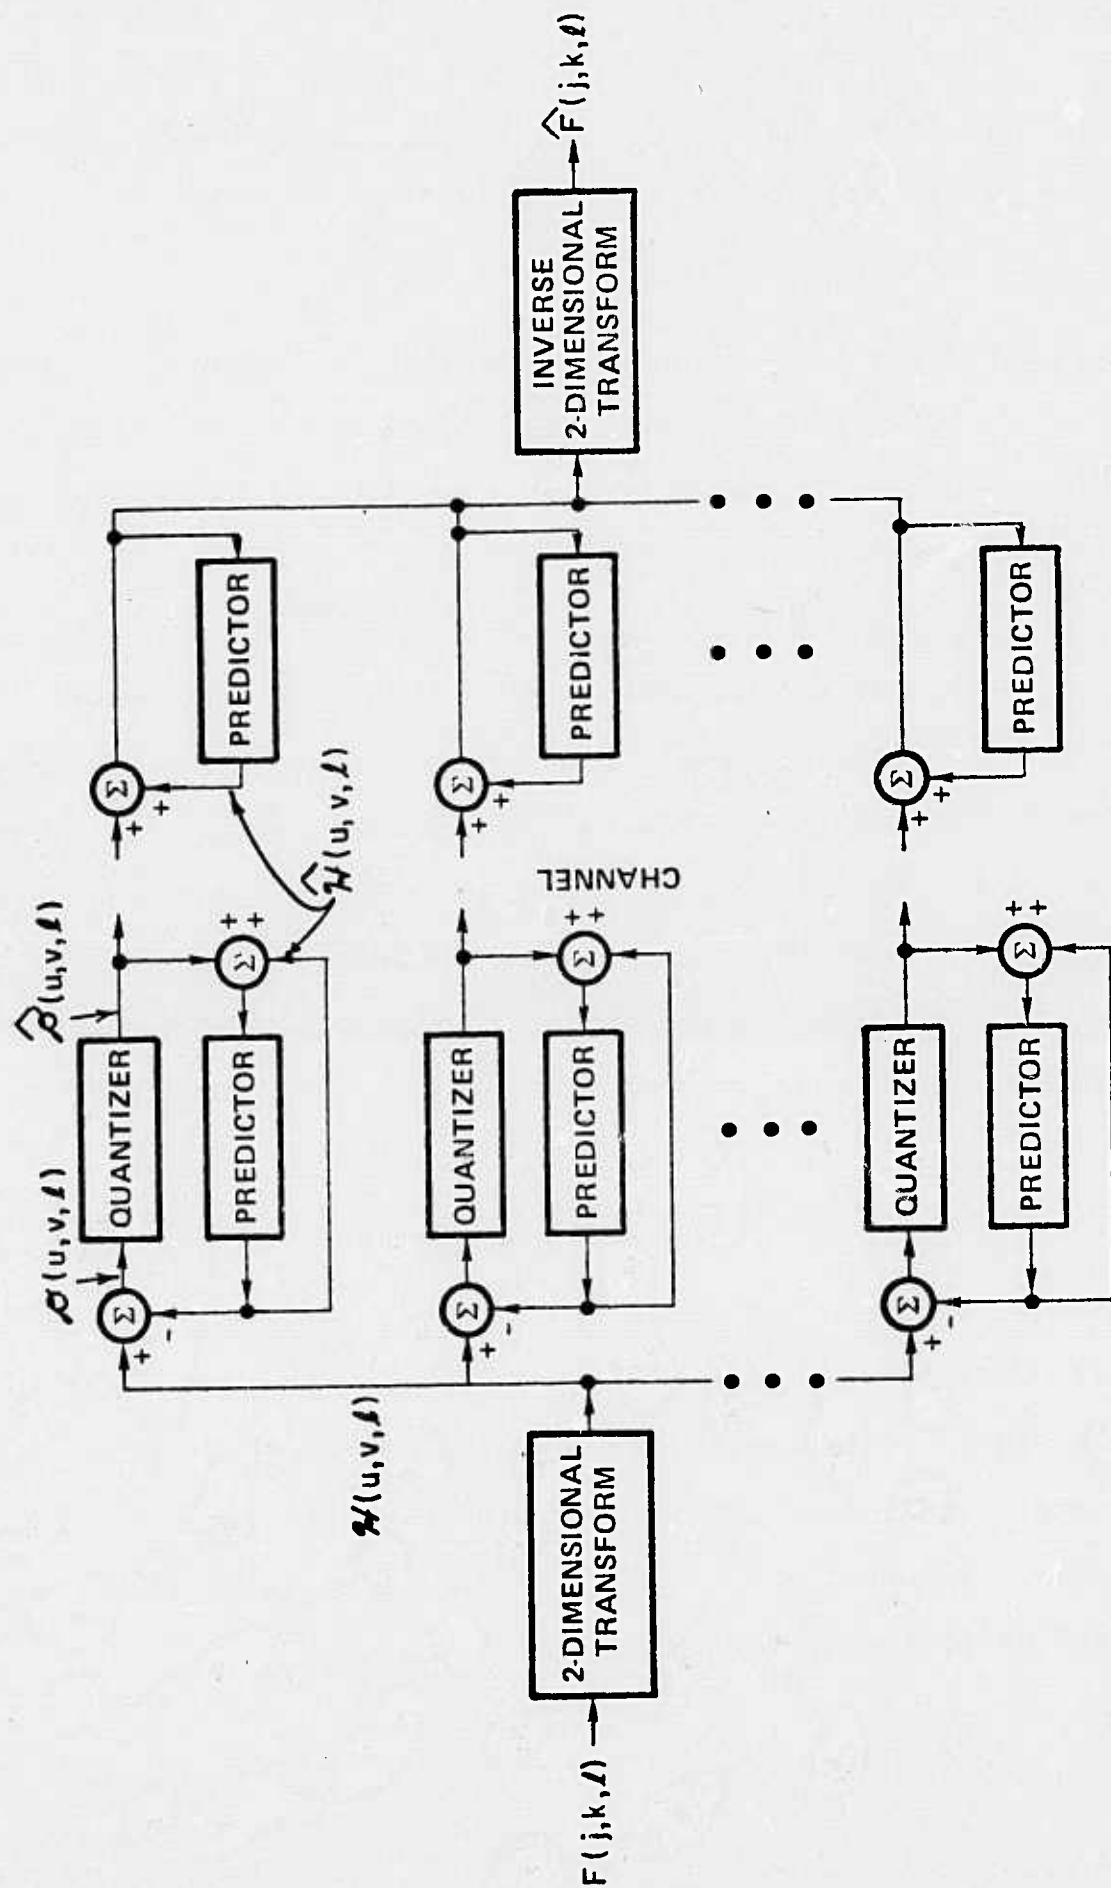 F(j,k,ℓ)
2-DIMENSIONAL
TRANSFORM
ℋ(u,v,ℓ)
+
-
Σ
𝒟(u,v,ℓ)
QUANTIZER
PREDICTOR
𝒟̂(u,v,ℓ)
Σ
+
+
ℋ̂(u,v,ℓ)
+
+
Σ
PREDICTOR
+
-
Σ
QUANTIZER
PREDICTOR
Σ
+
+
CHANNEL
+
+
Σ
PREDICTOR
+
-
Σ
QUANTIZER
PREDICTOR
Σ
+
+
+
+
Σ
PREDICTOR
INVERSE
2-DIMENSIONAL
TRANSFORM
F̂(j,k,ℓ)